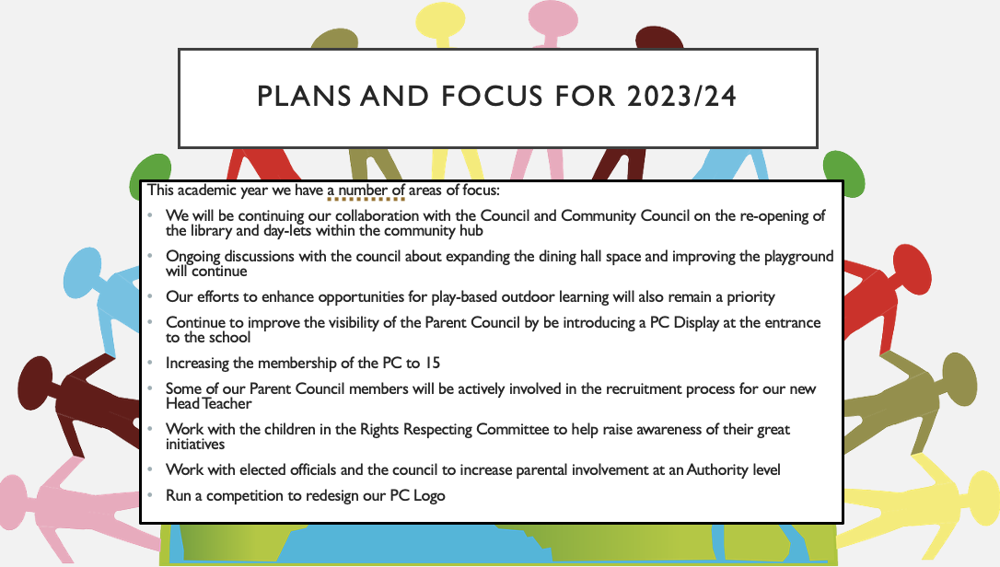 PLANS AND FOCUS FOR 2023/24
This academic year we have a number of areas of focus:
• We will be continuing our collaboration with the Council and Community Council on the re-opening of
the library and day-lets within the community hub
• Ongoing discussions with the council about expanding the dining hall space and improving the playground
will continue
• Our efforts to enhance opportunities for play-based outdoor learning will also remain a priority
• Continue to improve the visibility of the Parent Council by be introducing a PC Display at the entrance
to the school
• Increasing the membership of the PC to 15
• Some of our Parent Council members will be actively involved in the recruitment process for our new
Head Teacher
• Work with the children in the Rights Respecting Committee to help raise awareness of their great
initiatives
• Work with elected officials and the council to increase parental involvement at an Authority level
• Run a competition to redesign our PC Logo